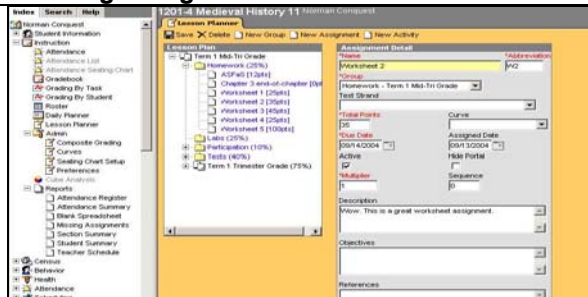 Index Search Help
Norman Conquest
Student Information
Instruction
Attendance
Attendance List
Attendance Seating Chart
Gradebook
Grading By Task
Grading By Student
Roster
Daily Planner
Lesson Planner
Admin
Composite Grading
Curves
Seating Chart Setup
Preferences
Cube Analysis
Reports
Attendance Register
Attendance Summary
Blank Spreadsheet
Missing Assignments
Section Summary
Student Summary
Teacher Schedule
Census
Behavior
Health
Attendance
12014-4 Medieval History 11 Norman Conquest
Lesson Planner
Save Delete New Group New Assignment New Activity
Lesson Plan
Term 1 Mid-Tri Grade
Homework (25%)
ASFaS [12pts]
Chapter 3 end-of-chapter [0pt
Worksheet 1 [25pts]
Worksheet 2 [35pts]
Worksheet 3 [45pts]
Worksheet 4 [25pts]
Worksheet 5 [100pts]
Labs (25%)
Participation (10%)
Tests (40%)
Term 1 Trimester Grade (75%)
Assignment Detail
*Name *Abbreviation
Worksheet 2 W2
*Group
Homework - Term 1 Mid-Tri Grade
Text Strand
*Total Points Curve
35
*Due Date Assigned Date
09/14/2004 09/13/2004
Active Hide Portal
*Multiplier Sequence
1 0
Description
Wow. This is a great worksheet assignment.
Objectives
References